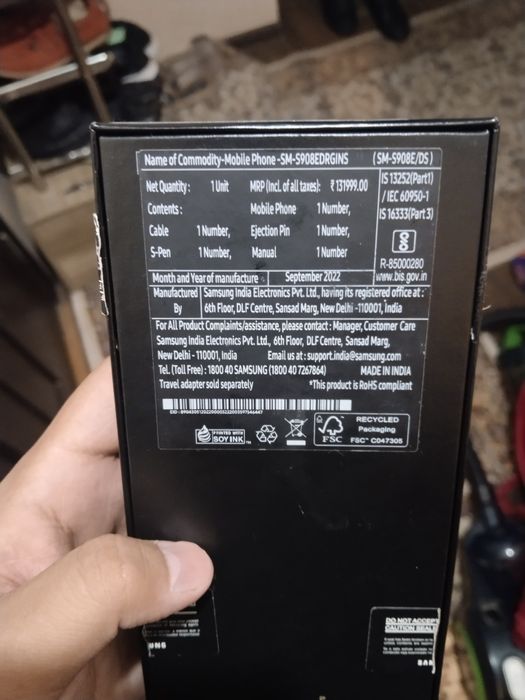 Name of Commodity-Mobile Phone-SM-S908EDRGINS (SM-S908E/DS)
Net Quantity: 1 Unit MRP (incl. of all taxes): ₹131999.00
Contents: Mobile Phone 1 Number,
Cable 1 Number, Ejection Pin 1 Number,
S-Pen 1 Number, Manual 1 Number
IS 13252(Part1)
/ IEC 60950-1
IS 16333(Part 3)
R-85000280
www.bis.gov.in
Month and Year of manufacture September 2022
Manufactured By Samsung India Electronics Pvt. Ltd., having its registered office at:
6th Floor, DLF Centre, Sansad Marg, New Delhi -110001, India
For All Product Complaints/assistance, please contact: Manager, Customer Care
Samsung India Electronics Pvt. Ltd., 6th Floor, DLF Centre, Sansad Marg,
New Delhi - 110001, India Email us at: support.india@samsung.com
Tel. (Toll Free) : 1800 40 SAMSUNG (1800 40 7267864) MADE IN INDIA
Travel adapter sold separately *This product is RoHS compliant
PRINTED WITH
SOY INK™
FSC
RECYCLED
Packaging
FSC® C047305
DO NOT ACCEPT
CAUTION SEAL
UNG
SA